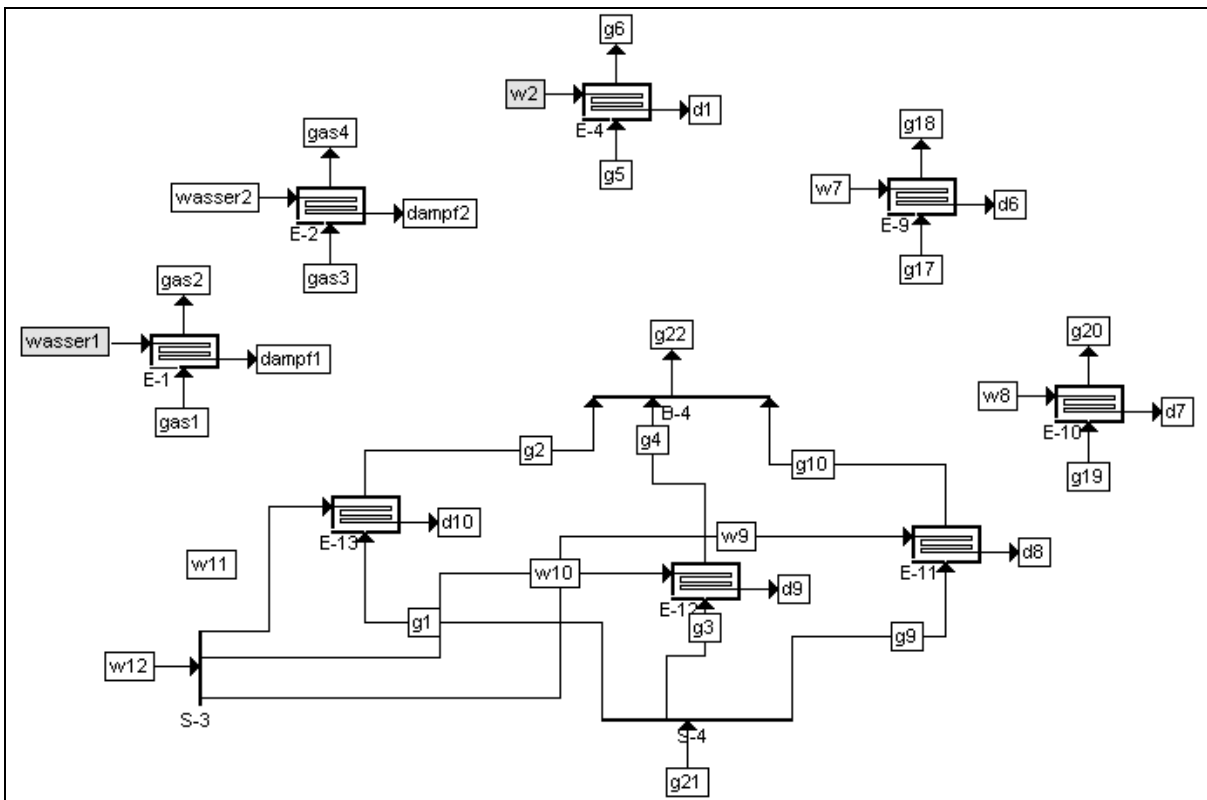 g6
w2
d1
E-4
g5
gas4
wasser2
dampf2
E-2
gas3
g18
w7
d6
E-9
g17
gas2
wasser1
dampf1
E-1
gas1
g22
B-4
g20
w8
d7
E-10
g19
g2
g4
g10
E-13
d10
w11
w10
w9
E-11
d8
E-12
d9
g1
g3
g9
w12
S-3
S-4
g21